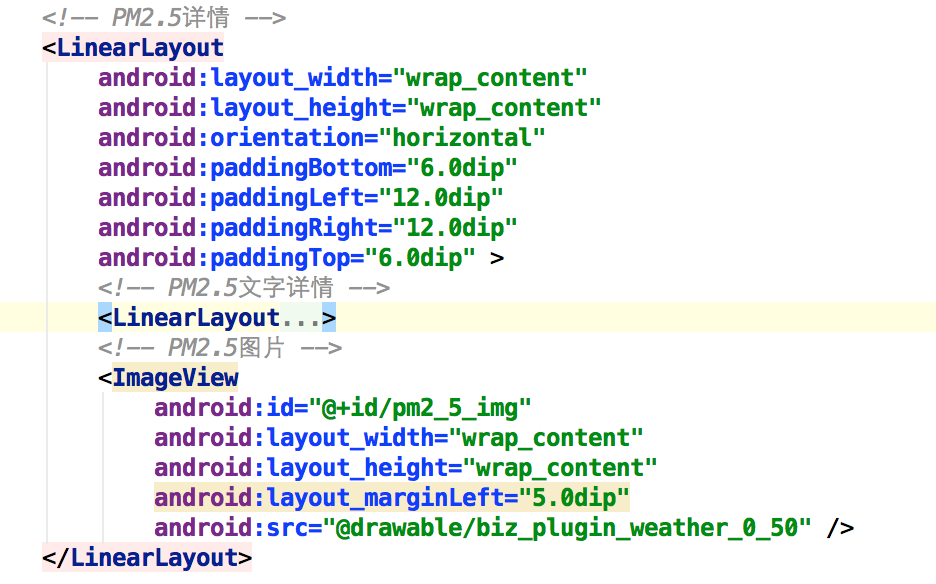 <!-- PM2.5详情 -->
<LinearLayout
android:layout_width="wrap_content"
android:layout_height="wrap_content"
android:orientation="horizontal"
android:paddingBottom="6.0dip"
android:paddingLeft="12.0dip"
android:paddingRight="12.0dip"
android:paddingTop="6.0dip" >
<!-- PM2.5文字详情 -->
<LinearLayout...>
<!-- PM2.5图片 -->
<ImageView
android:id="@+id/pm2_5_img"
android:layout_width="wrap_content"
android:layout_height="wrap_content"
android:layout_marginLeft="5.0dip"
android:src="@drawable/biz_plugin_weather_0_50" />
</LinearLayout>